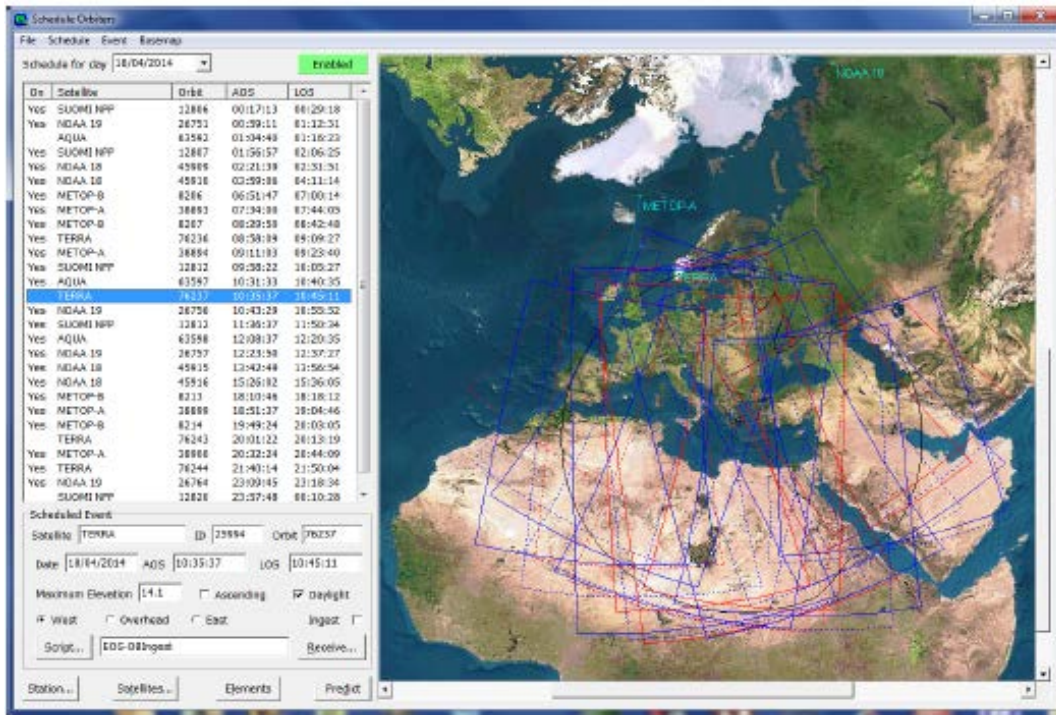 Schedule Orbiters
File Schedule Event Basemap
Schedule for day 18/04/2014 Enabled
On Satellite Orbit AOS LOS
Yes SUOMI NPP 12806 00:17:13 00:29:18
Yes NOAA 19 26751 00:59:11 01:12:31
AQUA 63592 01:04:40 01:16:23
Yes SUOMI NPP 12807 01:56:57 02:06:25
Yes NOAA 18 45909 02:21:39 02:31:51
Yes NOAA 18 45910 03:59:06 04:11:14
Yes METOP-B 8206 06:51:47 07:00:14
Yes METOP-A 38893 07:34:00 07:44:05
Yes METOP-B 8207 08:29:50 08:42:48
Yes TERRA 76236 08:58:09 09:09:27
Yes METOP-A 38894 09:11:03 09:23:40
Yes SUOMI NPP 12812 09:58:22 10:05:27
Yes AQUA 63597 10:31:33 10:40:35
TERRA 76237 10:35:37 10:45:11
Yes NOAA 19 26756 10:43:29 10:55:52
Yes SUOMI NPP 12812 11:36:37 11:50:34
Yes AQUA 63598 12:08:37 12:20:35
Yes NOAA 19 26757 12:23:50 12:37:27
Yes NOAA 18 45915 13:42:49 13:56:54
Yes NOAA 18 45916 15:26:02 15:36:05
Yes METOP-B 8213 18:10:46 18:18:12
Yes METOP-A 38899 18:51:37 19:04:46
Yes METOP-B 8214 19:49:24 20:03:05
TERRA 76243 20:01:22 20:13:19
Yes METOP-A 38900 20:32:24 20:44:09
Yes TERRA 76244 21:40:14 21:50:04
Yes NOAA 19 26764 23:09:45 23:18:34
SUOMI NPP 12820 23:57:48 00:10:28
Scheduled Event
Satellite TERRA ID 25994 Orbit 76237
Date 18/04/2014 AOS 10:35:37 LOS 10:45:11
Maximum Elevation 14.1 Ascending Daylight
West Overhead East Ingest
Script... EOS-DBIngest Receive...
Station... Satellites... Elements Predict
NOAA 18
METOP-A
TERRA